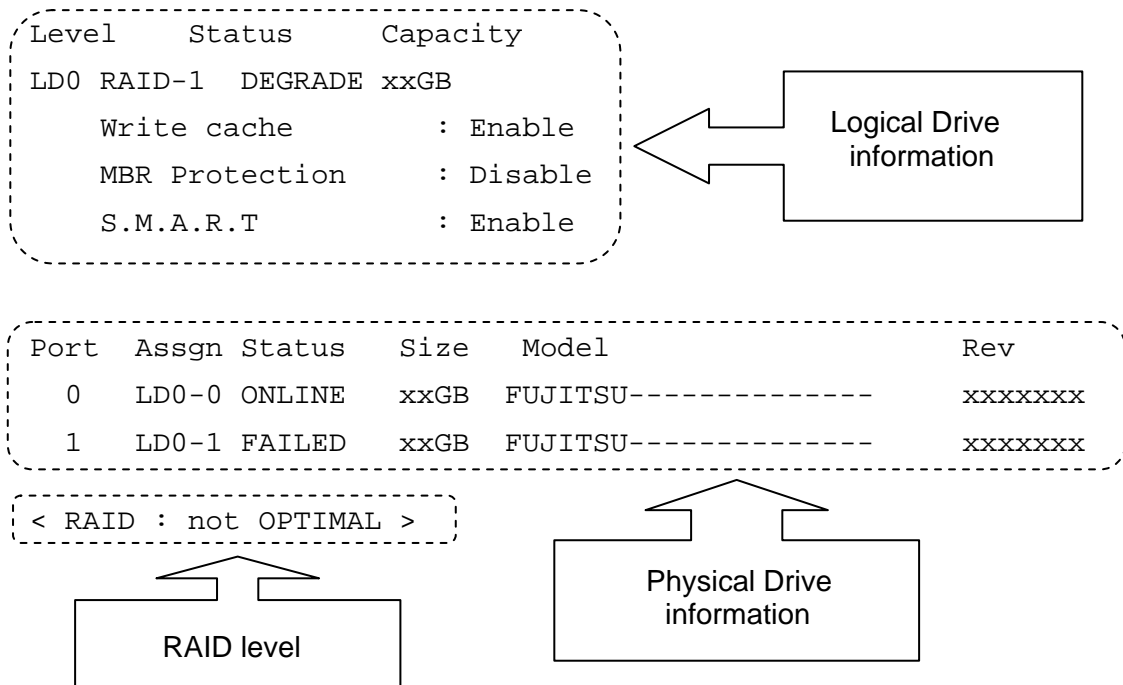 Level Status Capacity
LD0 RAID-1 DEGRADE xxGB
Write cache : Enable
MBR Protection : Disable
S.M.A.R.T : Enable
Logical Drive
information
Port Assgn Status Size Model Rev
0 LD0-0 ONLINE xxGB FUJITSU-------------- xxxxxxx
1 LD0-1 FAILED xxGB FUJITSU-------------- xxxxxxx
< RAID : not OPTIMAL >
Physical Drive
information
RAID level